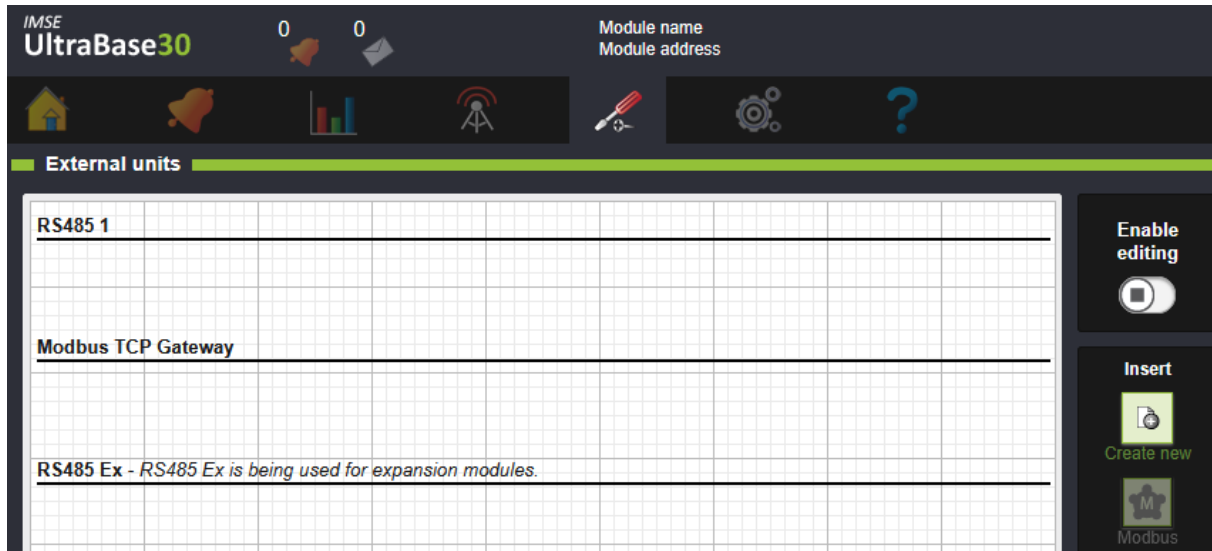 IMSE
UltraBase30
0
0
Module name
Module address
?
External units
RS485 1
Enable
editing
Modbus TCP Gateway
Insert
Create new
RS485 Ex - RS485 Ex is being used for expansion modules.
M
Modbus